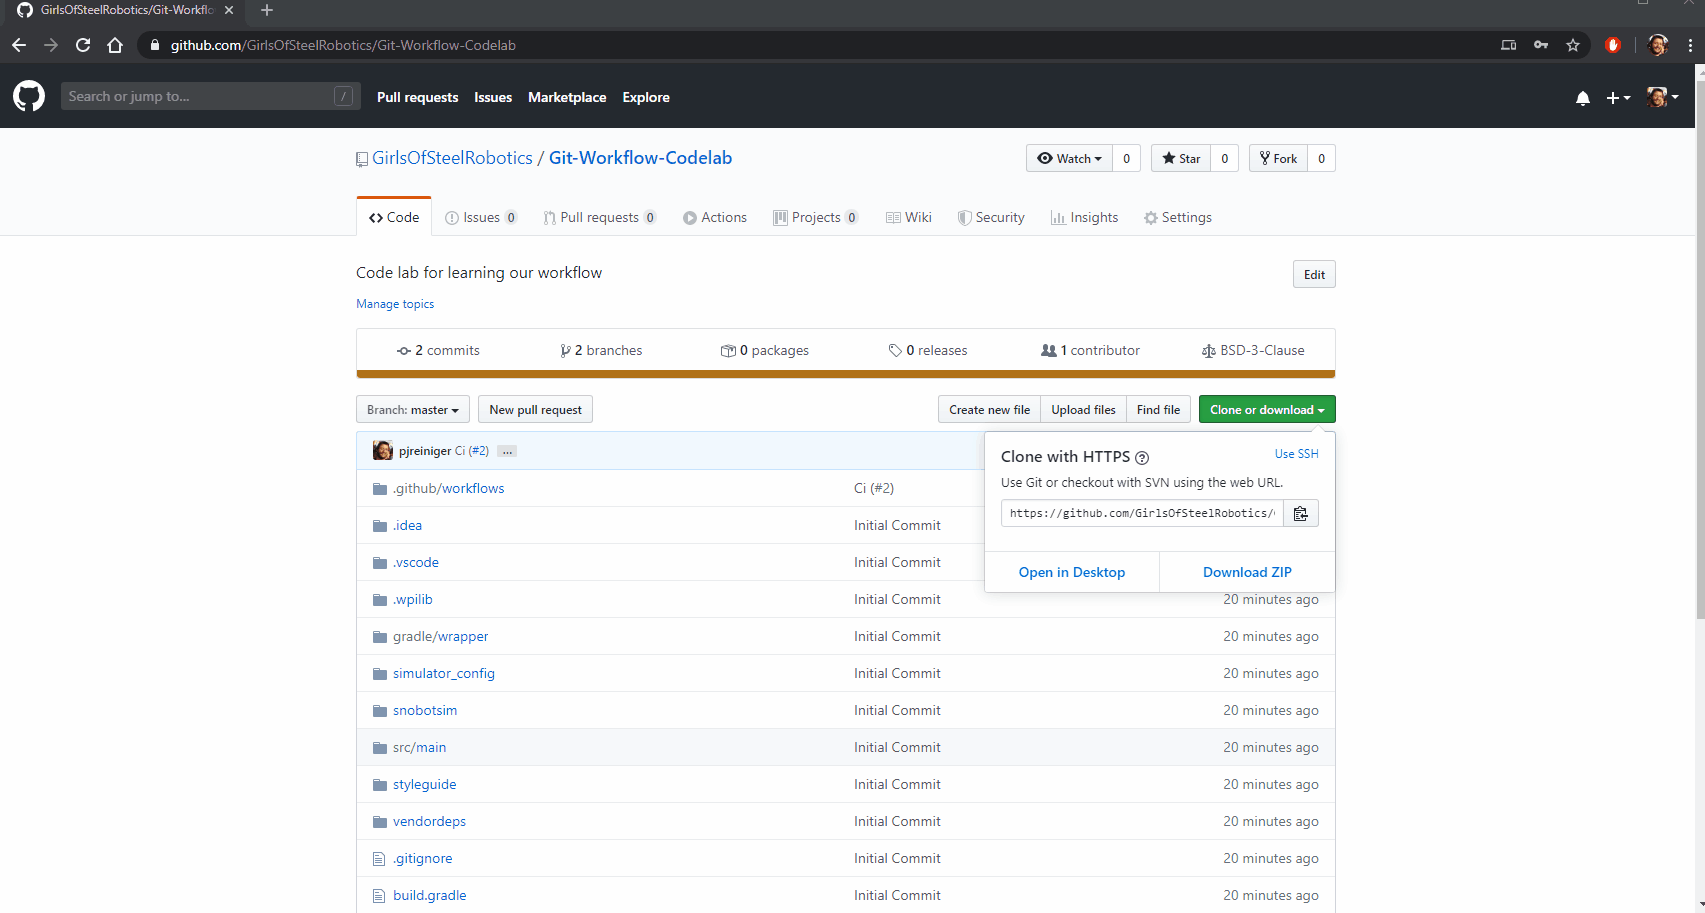 GirlsOfSteelRobotics/Git-Workflo
github.com/GirlsOfSteelRobotics/Git-Workflow-Codelab
Search or jump to... /
Pull requests Issues Marketplace Explore
GirlsOfSteelRobotics / Git-Workflow-Codelab
Watch 0 Star 0 Fork 0
Code Issues 0 Pull requests 0 Actions Projects 0 Wiki Security Insights Settings
Code lab for learning our workflow
Edit
Manage topics
2 commits 2 branches 0 packages 0 releases 1 contributor BSD-3-Clause
Branch: master New pull request Create new file Upload files Find file Clone or download
pjreiniger Ci (#2) ...
Clone with HTTPS ? Use SSH
Use Git or checkout with SVN using the web URL.
https://github.com/GirlsOfSteelRobotics/
Open in Desktop Download ZIP
.github/workflows Ci (#2)
.idea Initial Commit
.vscode Initial Commit
.wpilib Initial Commit 20 minutes ago
gradle/wrapper Initial Commit 20 minutes ago
simulator_config Initial Commit 20 minutes ago
snobotsim Initial Commit 20 minutes ago
src/main Initial Commit 20 minutes ago
styleguide Initial Commit 20 minutes ago
vendordeps Initial Commit 20 minutes ago
.gitignore Initial Commit 20 minutes ago
build.gradle Initial Commit 20 minutes ago